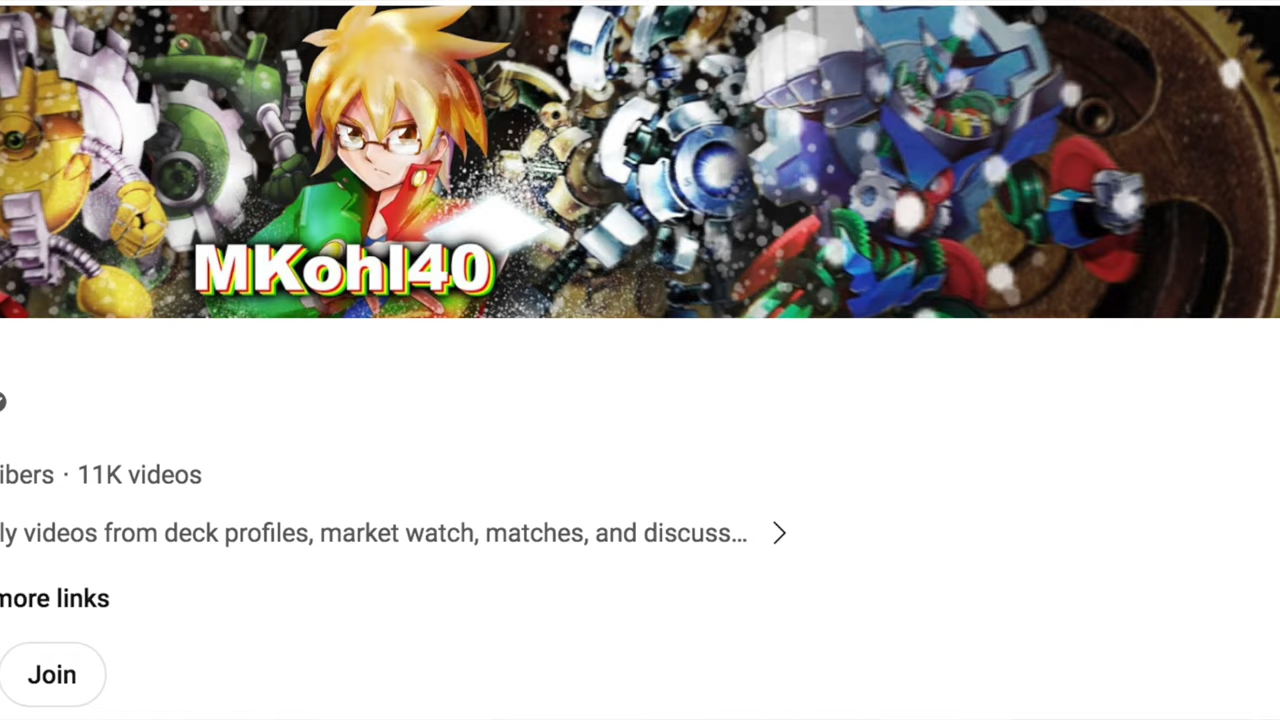 MKohl40
ibers · 11K videos
ly videos from deck profiles, market watch, matches, and discuss...
more links
Join